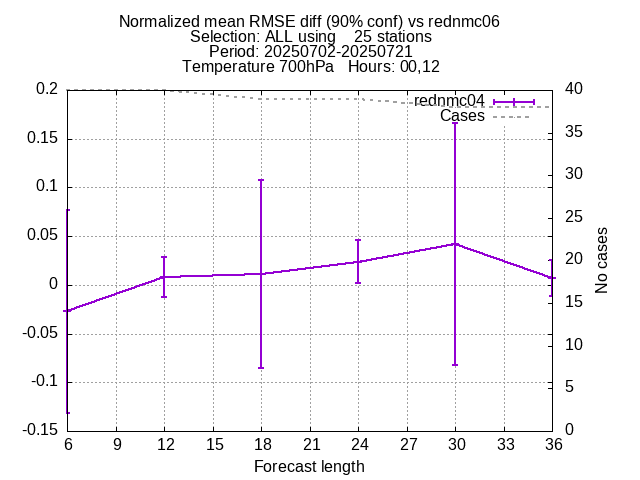 Normalized mean RMSE diff (90% conf) vs rednmc06
Selection: ALL using    25 stations
Period: 20250702-20250721
Temperature 700hPa   Hours: 00,12
0.2
0.15
0.1
0.05
0
-0.05
-0.1
-0.15
40
35
30
25
20
15
10
5
0
rednmc04
Cases
No cases
6 9 12 15 18 21 24 27 30 33 36
Forecast length